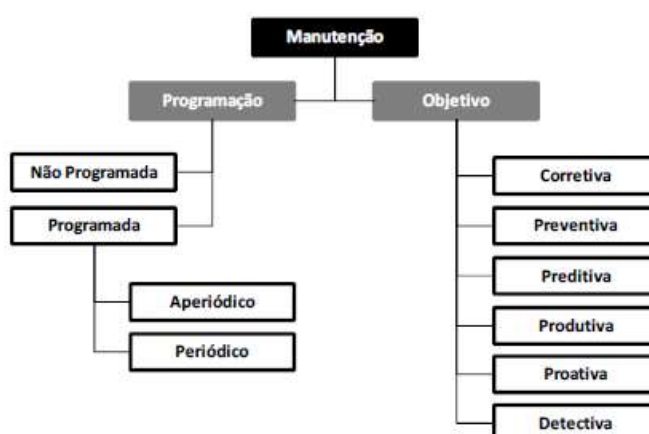 Manutenção
Programação
Objetivo
Não Programada
Programada
Aperiódico
Periódico
Corretiva
Preventiva
Preditiva
Produtiva
Proativa
Detectiva